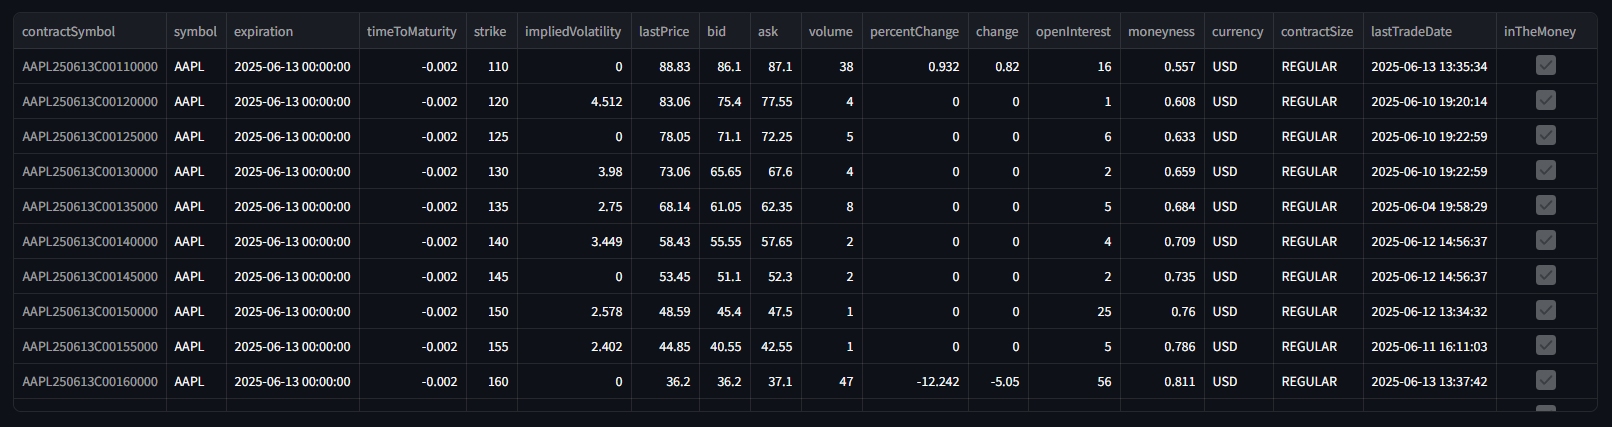 contractSymbol symbol expiration timeToMaturity strike impliedVolatility lastPrice bid ask volume percentChange change openInterest moneyness currency contractSize lastTradeDate inTheMoney
AAPL250613C00110000 AAPL 2025-06-13 00:00:00 -0.002 110 0 88.83 86.1 87.1 38 0.932 0.82 16 0.557 USD REGULAR 2025-06-13 13:35:34
AAPL250613C00120000 AAPL 2025-06-13 00:00:00 -0.002 120 4.512 83.06 75.4 77.55 4 0 0 1 0.608 USD REGULAR 2025-06-10 19:20:14
AAPL250613C00125000 AAPL 2025-06-13 00:00:00 -0.002 125 0 78.05 71.1 72.25 5 0 0 6 0.633 USD REGULAR 2025-06-10 19:22:59
AAPL250613C00130000 AAPL 2025-06-13 00:00:00 -0.002 130 3.98 73.06 65.65 67.6 4 0 0 2 0.659 USD REGULAR 2025-06-10 19:22:59
AAPL250613C00135000 AAPL 2025-06-13 00:00:00 -0.002 135 2.75 68.14 61.05 62.35 8 0 0 5 0.684 USD REGULAR 2025-06-04 19:58:29
AAPL250613C00140000 AAPL 2025-06-13 00:00:00 -0.002 140 3.449 58.43 55.55 57.65 2 0 0 4 0.709 USD REGULAR 2025-06-12 14:56:37
AAPL250613C00145000 AAPL 2025-06-13 00:00:00 -0.002 145 0 53.45 51.1 52.3 2 0 0 2 0.735 USD REGULAR 2025-06-12 14:56:37
AAPL250613C00150000 AAPL 2025-06-13 00:00:00 -0.002 150 2.578 48.59 45.4 47.5 1 0 0 25 0.76 USD REGULAR 2025-06-12 13:34:32
AAPL250613C00155000 AAPL 2025-06-13 00:00:00 -0.002 155 2.402 44.85 40.55 42.55 1 0 0 5 0.786 USD REGULAR 2025-06-11 16:11:03
AAPL250613C00160000 AAPL 2025-06-13 00:00:00 -0.002 160 0 36.2 36.2 37.1 47 -12.242 -5.05 56 0.811 USD REGULAR 2025-06-13 13:37:42